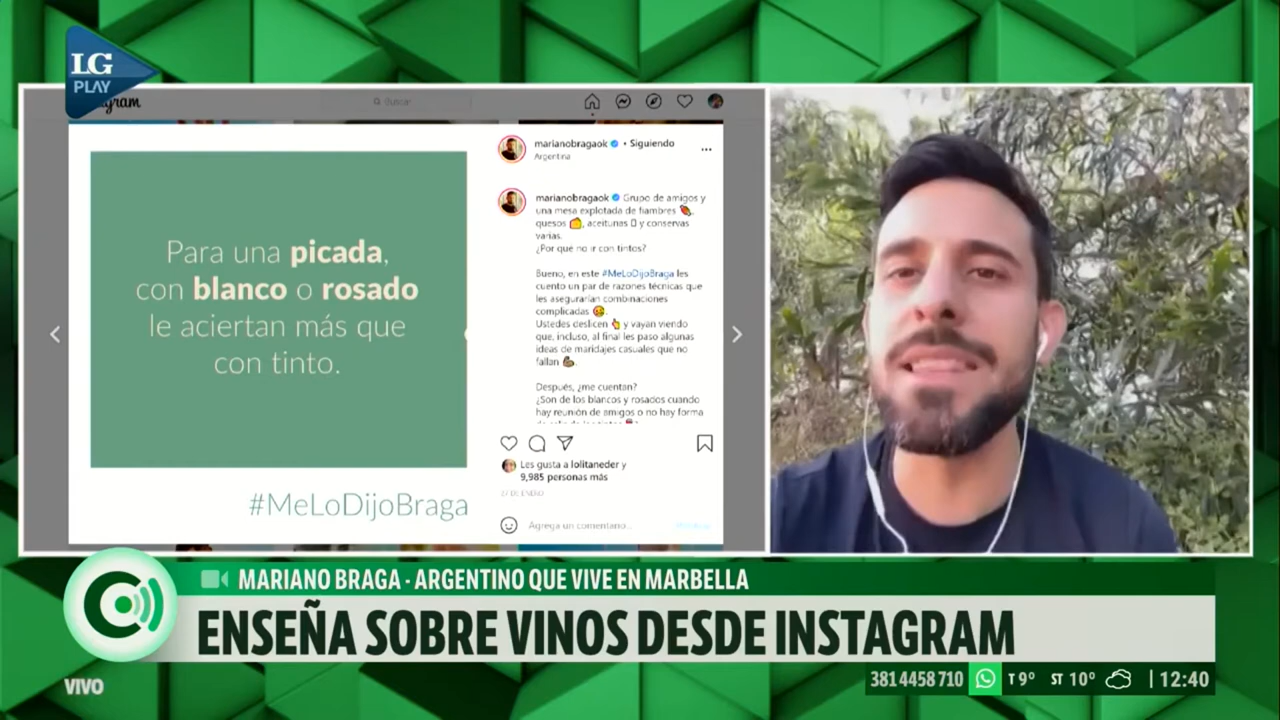 LG
PLAY
Buscar
marianobragaok • Siguiendo
Argentina
...
Para una picada,
con blanco o rosado
le aciertan más que
con tinto.
#MeLoDijoBraga
marianobragaok Grupo de amigos y
una mesa explotada de fiambres
quesos , aceitunas y conservas
varias.
¿Por que no ir con tintos?
Bueno, en este #MeLoDijoBraga les
cuento un par de razones técnicas que
les asegurarían combinaciones
complicadas
Ustedes deslicen y vayan viendo
que, incluso, al final les paso algunas
ideas de maridajes casuales que no
fallan
Después, ¿me cuentan?
¿Son de los blancos y rosados cuando
hay reunión de amigos o no hay forma
Les gusta a lolitaneder y
9,985 personas más
27 DE ENERO
Agrega un comentario...
MARIANO BRAGA - ARGENTINO QUE VIVE EN MARBELLA
ENSEÑA SOBRE VINOS DESDE INSTAGRAM
VIVO
381 4458 710 T 9° ST 10° | 12:40